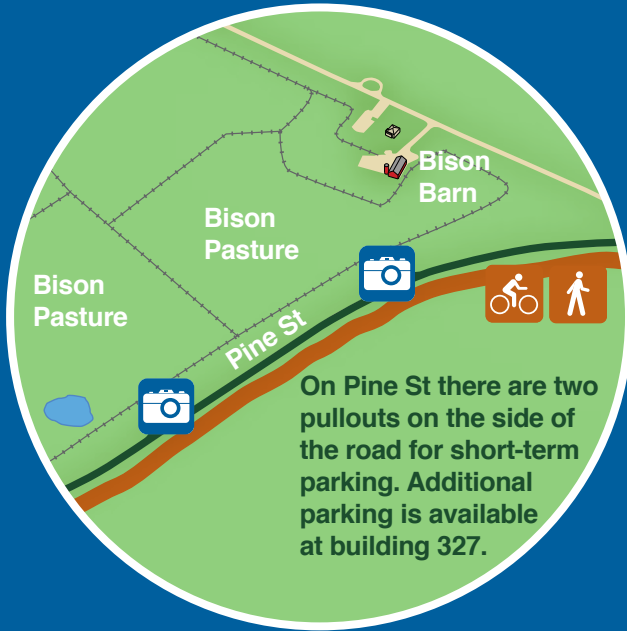 Bison
Barn
Bison
Pasture
Bison
Pasture
Pine St
On Pine St there are two
pullouts on the side of
the road for short-term
parking. Additional
parking is available
at building 327.